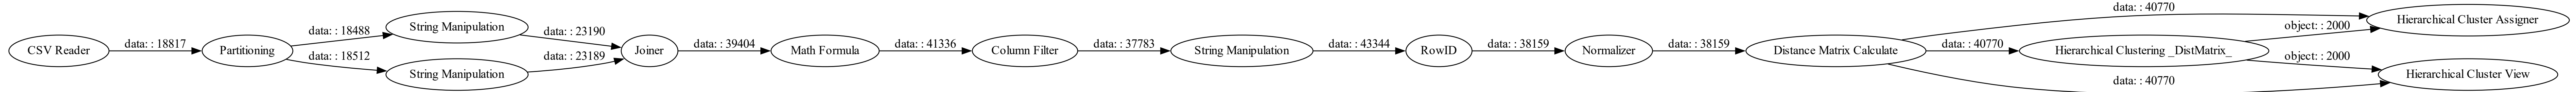 CSV Reader
data: : 18817
Partitioning
data: : 18488
data: : 18512
String Manipulation
String Manipulation
data: : 23190
data: : 23189
Joiner
data: : 39404
Math Formula
data: : 41336
Column Filter
data: : 37783
String Manipulation
data: : 43344
RowID
data: : 38159
Normalizer
data: : 38159
Distance Matrix Calculate
data: : 40770
data: : 40770
data: : 40770
Hierarchical Clustering _DistMatrix_
object: : 2000
object: : 2000
Hierarchical Cluster Assigner
Hierarchical Cluster View